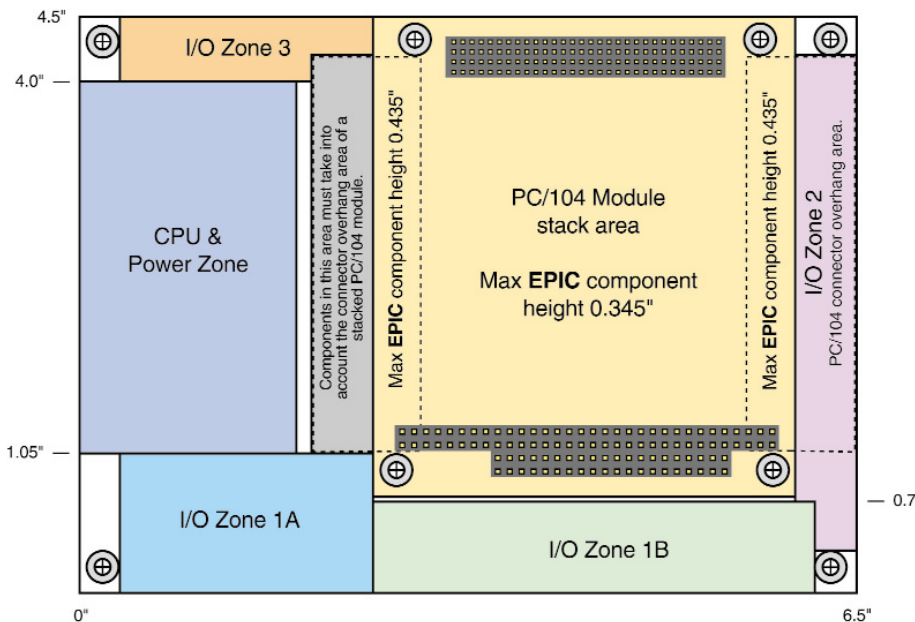 4.5"
I/O Zone 3
4.0"
CPU &
Power Zone
Components in this area must take into
account the connector overhang area of a
stacked PC/104 module.
Max EPIC component height 0.435"
PC/104 Module
stack area
Max EPIC component
height 0.345"
Max EPIC component height 0.435"
I/O Zone 2
PC/104 connector overhang area.
1.05"
I/O Zone 1A
I/O Zone 1B
0.7
0"
6.5"